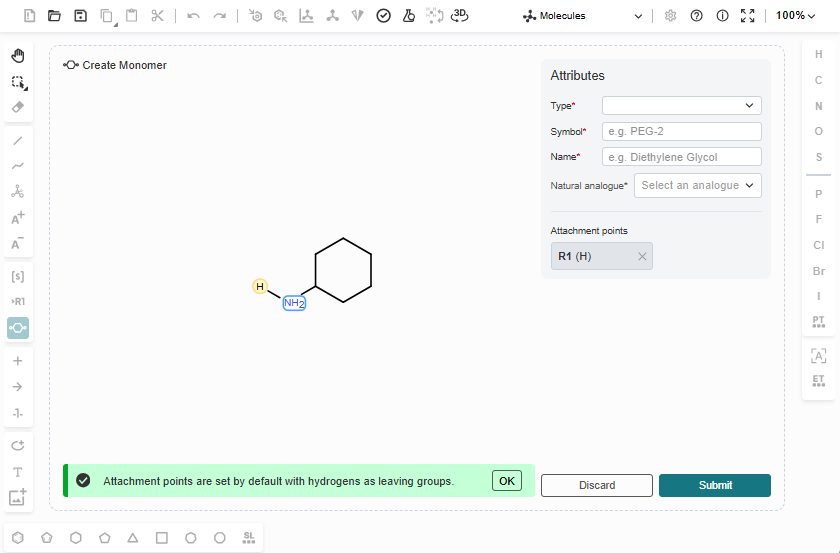 3D
Molecules
100%
Create Monomer
Attributes
Type*
Symbol*
e.g. PEG-2
Name*
e.g. Diethylene Glycol
Natural analogue*
Select an analogue
Attachment points
R1 (H)
H
NH2
Attachment points are set by default with hydrogens as leaving groups.
OK
Discard
Submit
A+
A-
[s]
R1
-1-
T
SL
H
C
N
O
S
P
F
Cl
Br
I
PT
[A]
ET